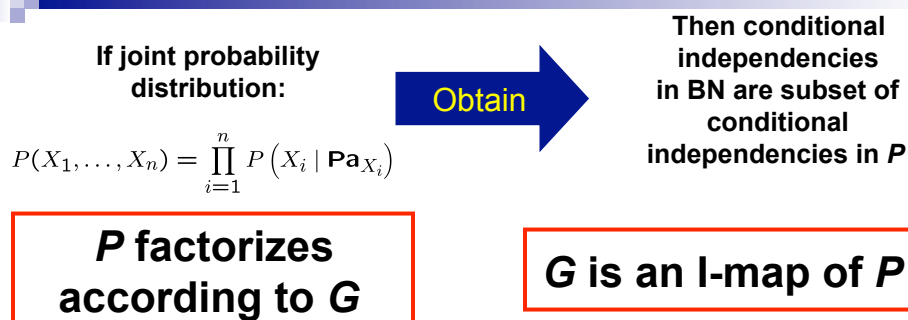 If joint probability
distribution:
P(X_1, ..., X_n) = \prod_{i=1}^{n} P(X_i | Pa_{X_i})
P factorizes
according to G
Obtain
Then conditional
independencies
in BN are subset of
conditional
independencies in P
G is an I-map of P